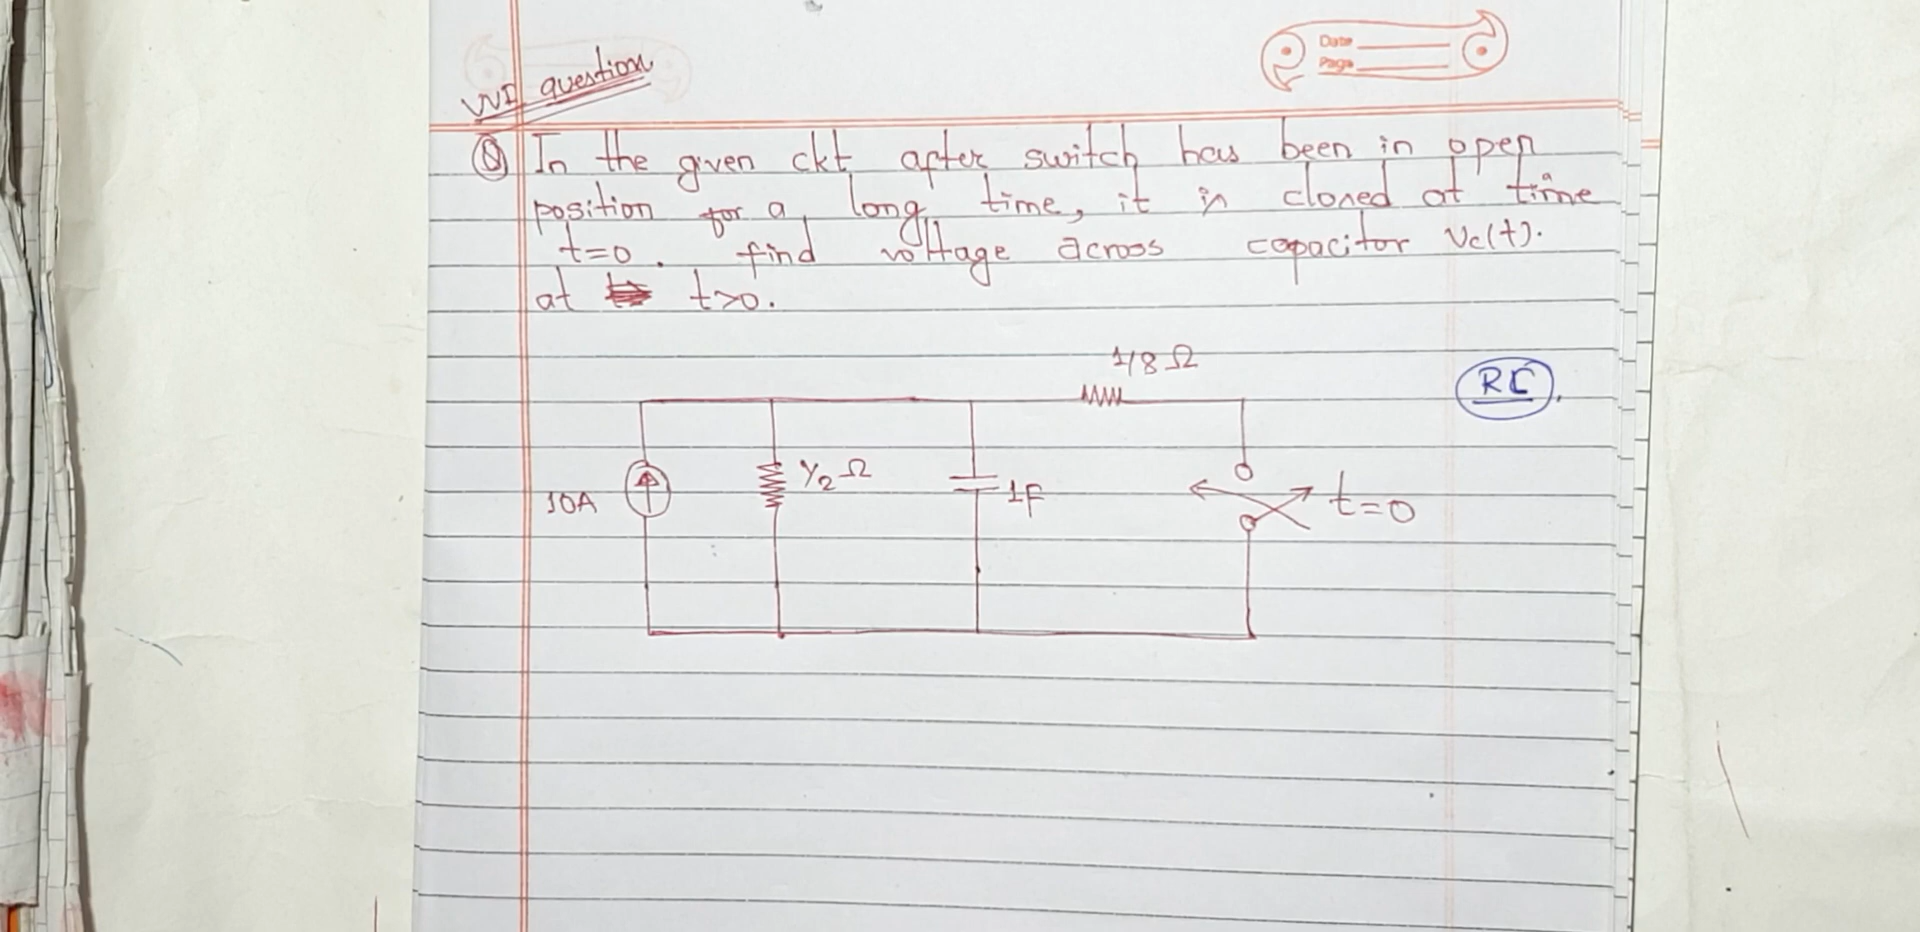 Date
Page
VVI question
Q In the given ckt after switch has been in open
position for a long time, it is closed at time
t=0. find voltage across capacitor Vc(t).
at t>0.
1/8 Ω
RC.
10A
1/2 Ω
1F
t=0